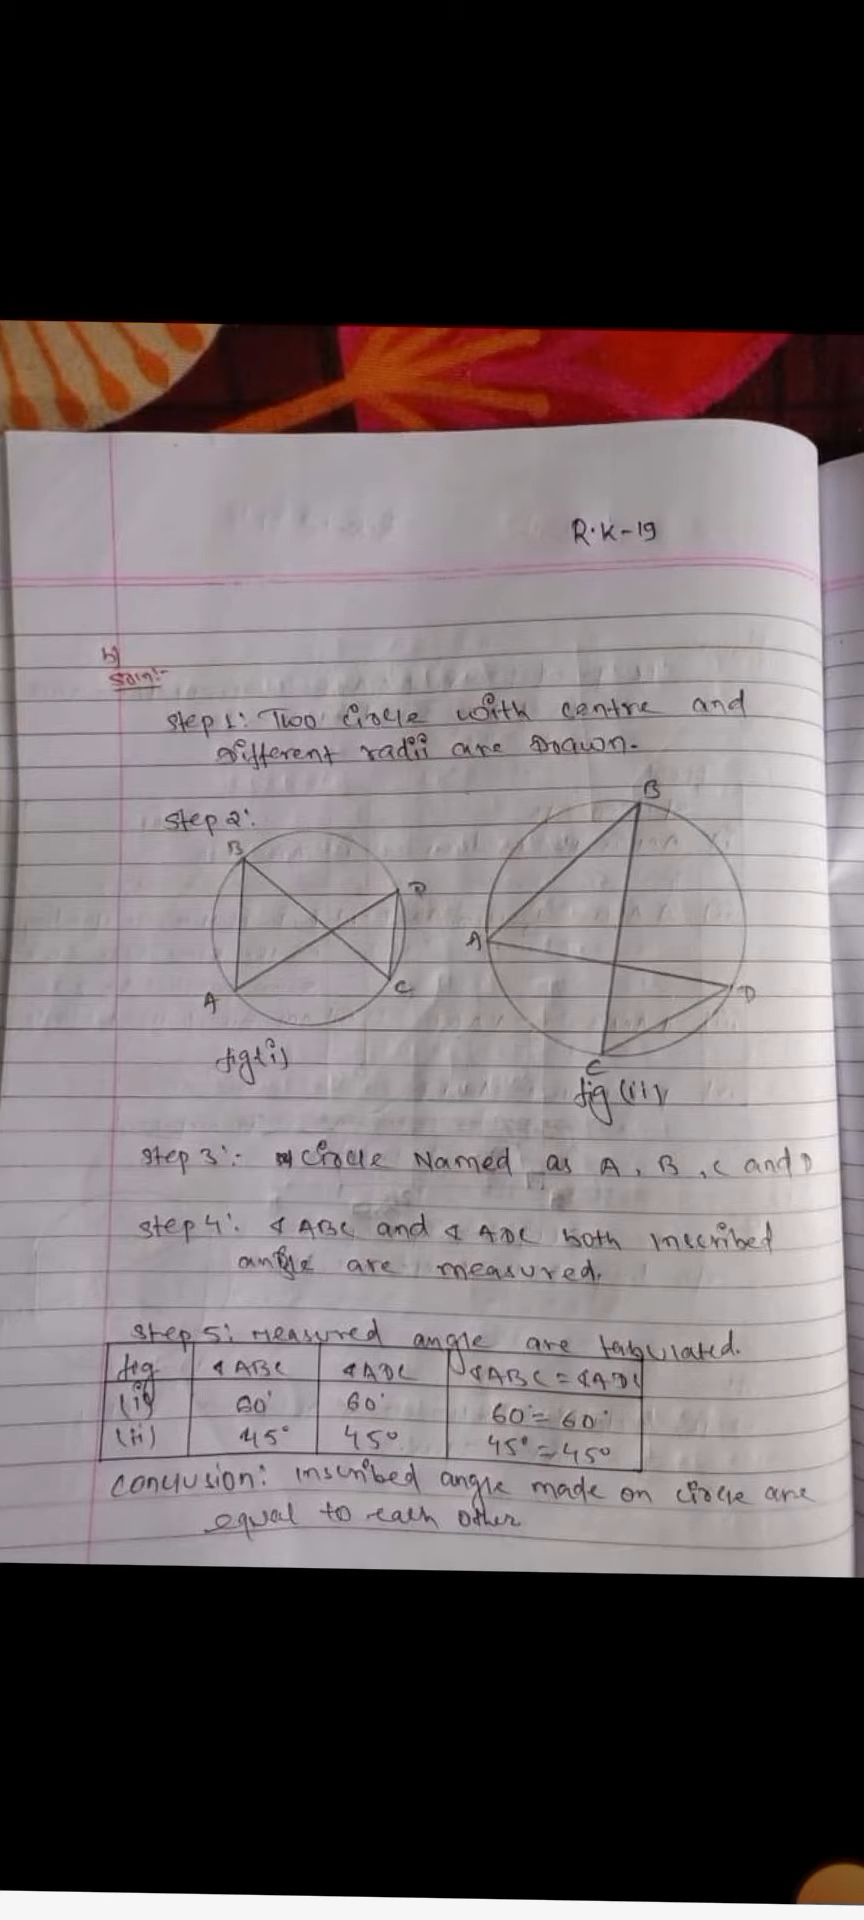 R.K-19
b)
Soln:-
Step 1: Two circle with centre and
different radii are Drawn.
Step 2:
B
D
A
C
fig(i)
B
A
D
C
fig (ii)
Step 3:- Circle Named as A, B, C and D
Step 4: ∡ ABC and ∡ ADC both inscribed
angle are measured.
Step 5: Measured angle are tabulated.
fig ∡ ABC ∡ADC ∡ABC = ∡ADC
(i) 60° 60° 60° = 60°
(ii) 45° 45° 45° = 45°
Conclusion: inscribed angle made on circle are
equal to each other